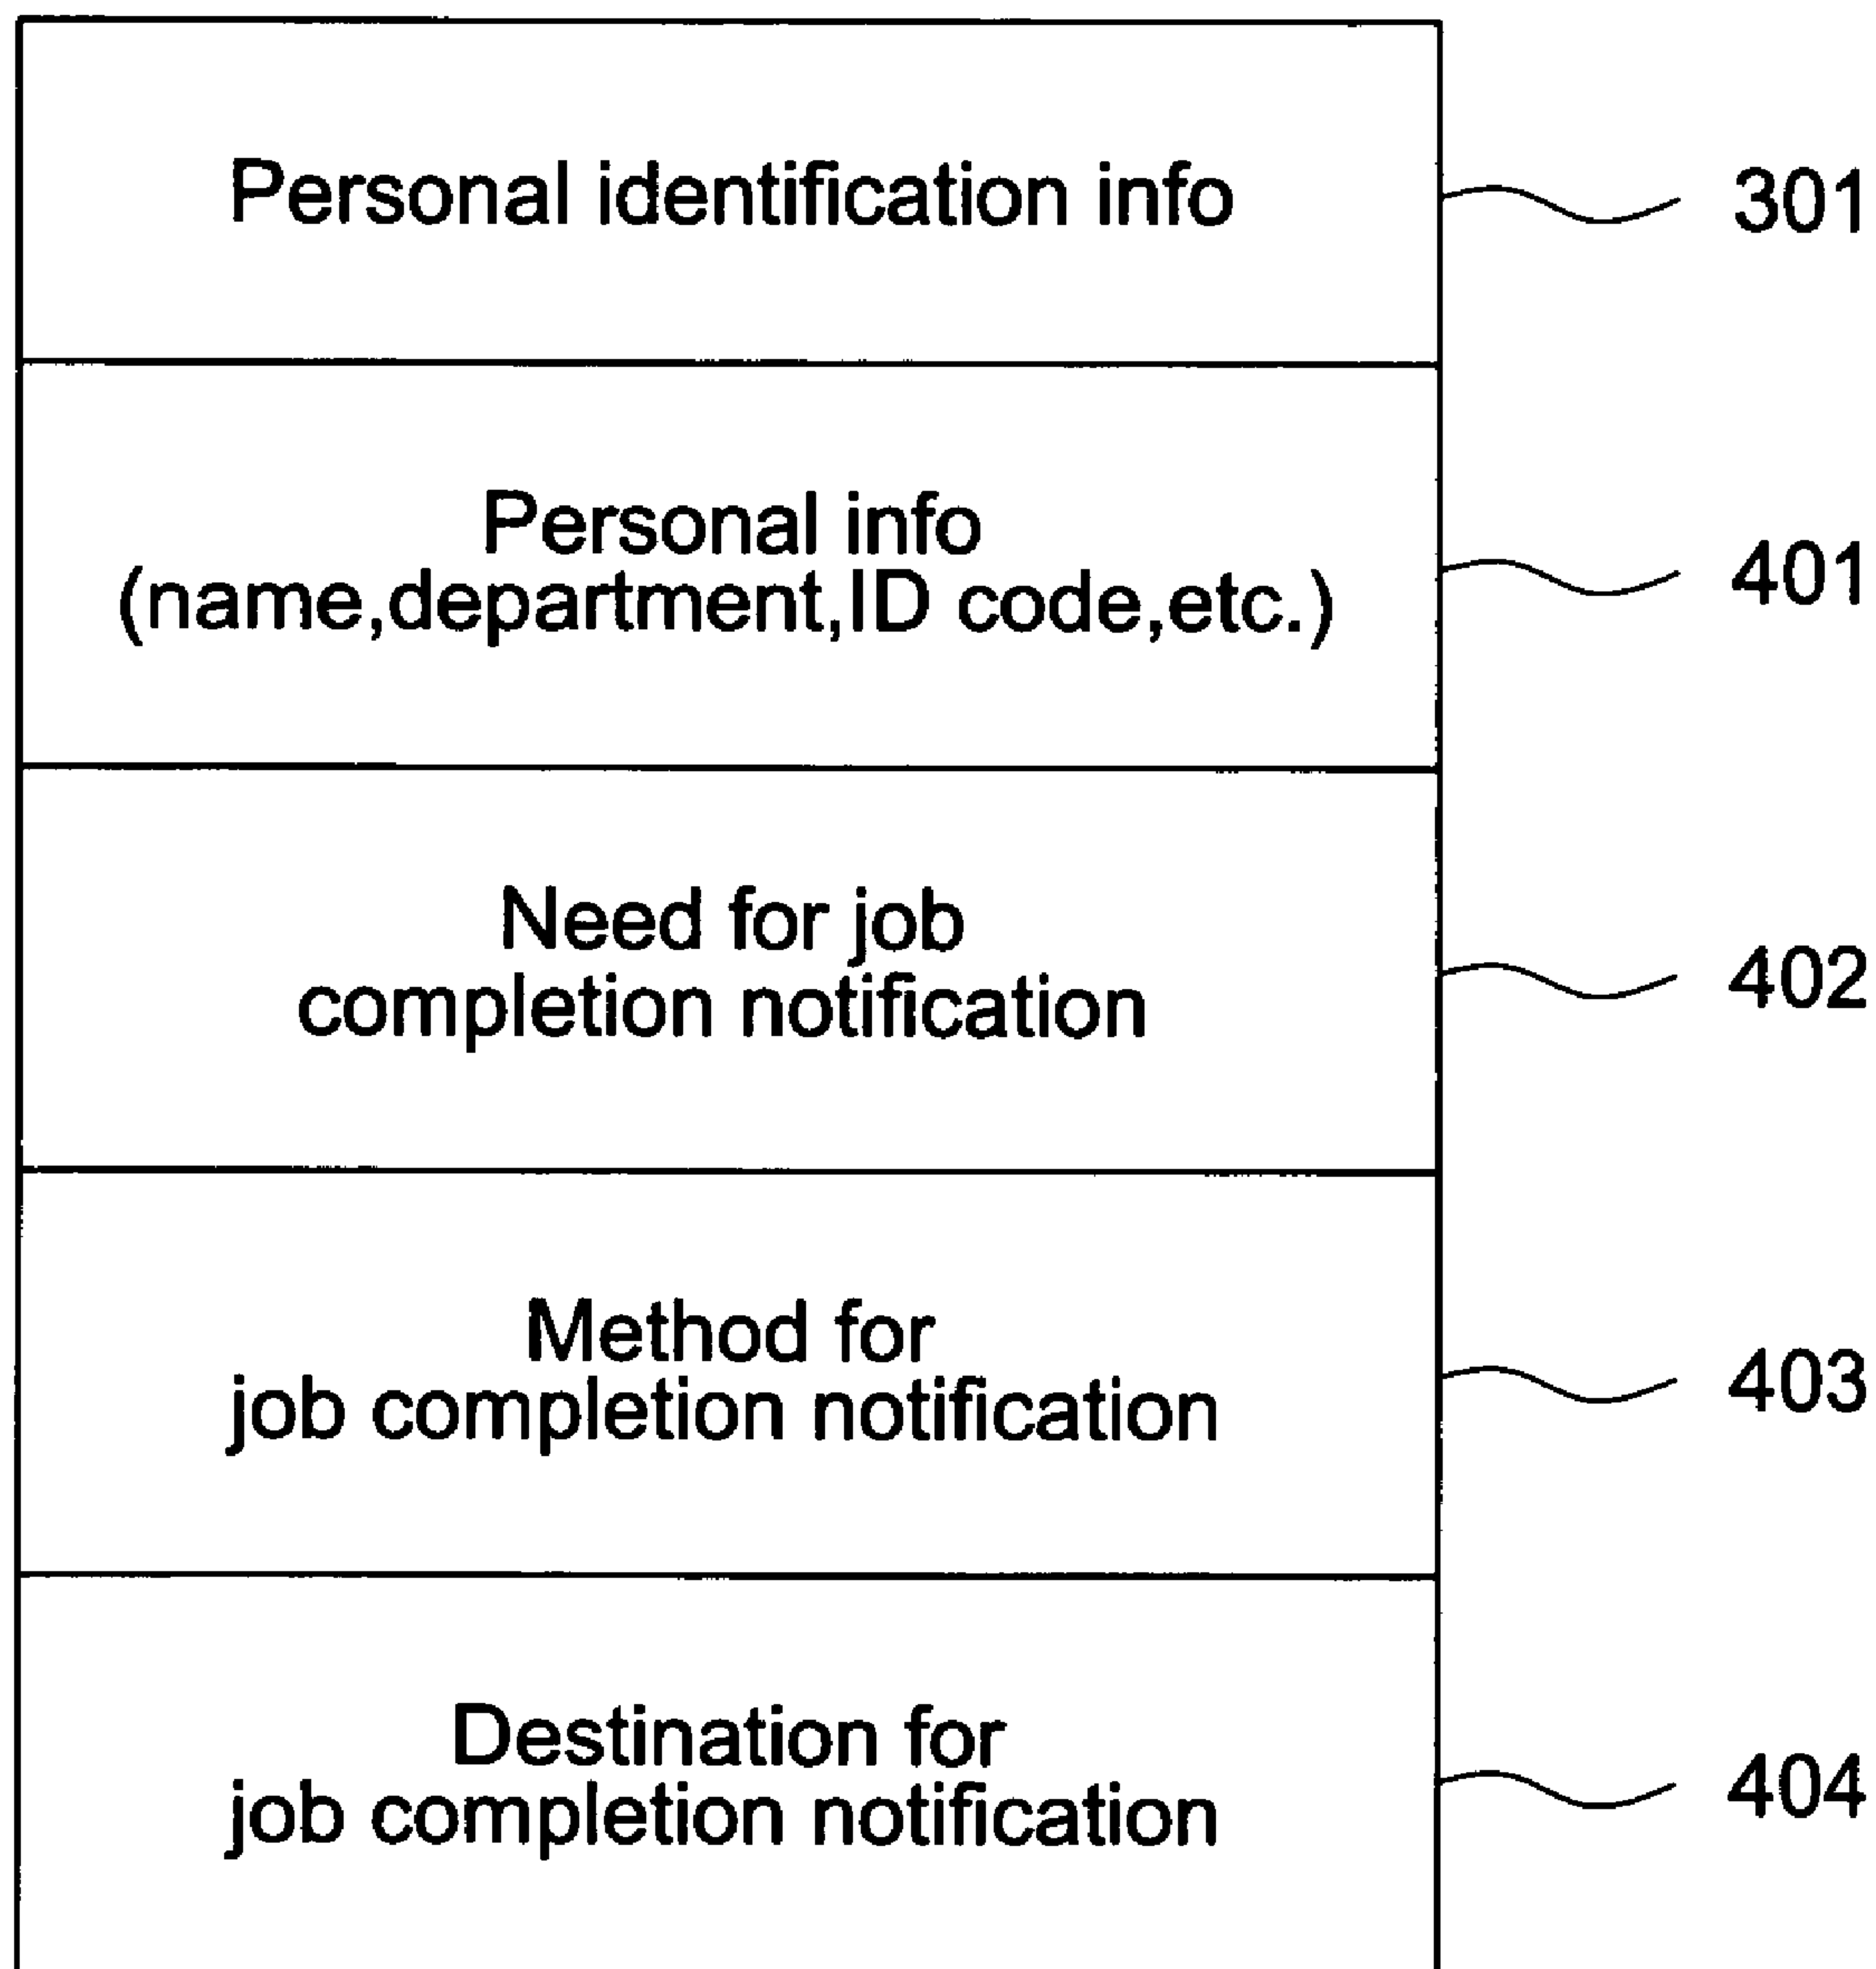 Personal identification info
301
Personal info
(name,department,ID code,etc.)
401
Need for job
completion notification
402
Method for
job completion notification
403
Destination for
job completion notification
404